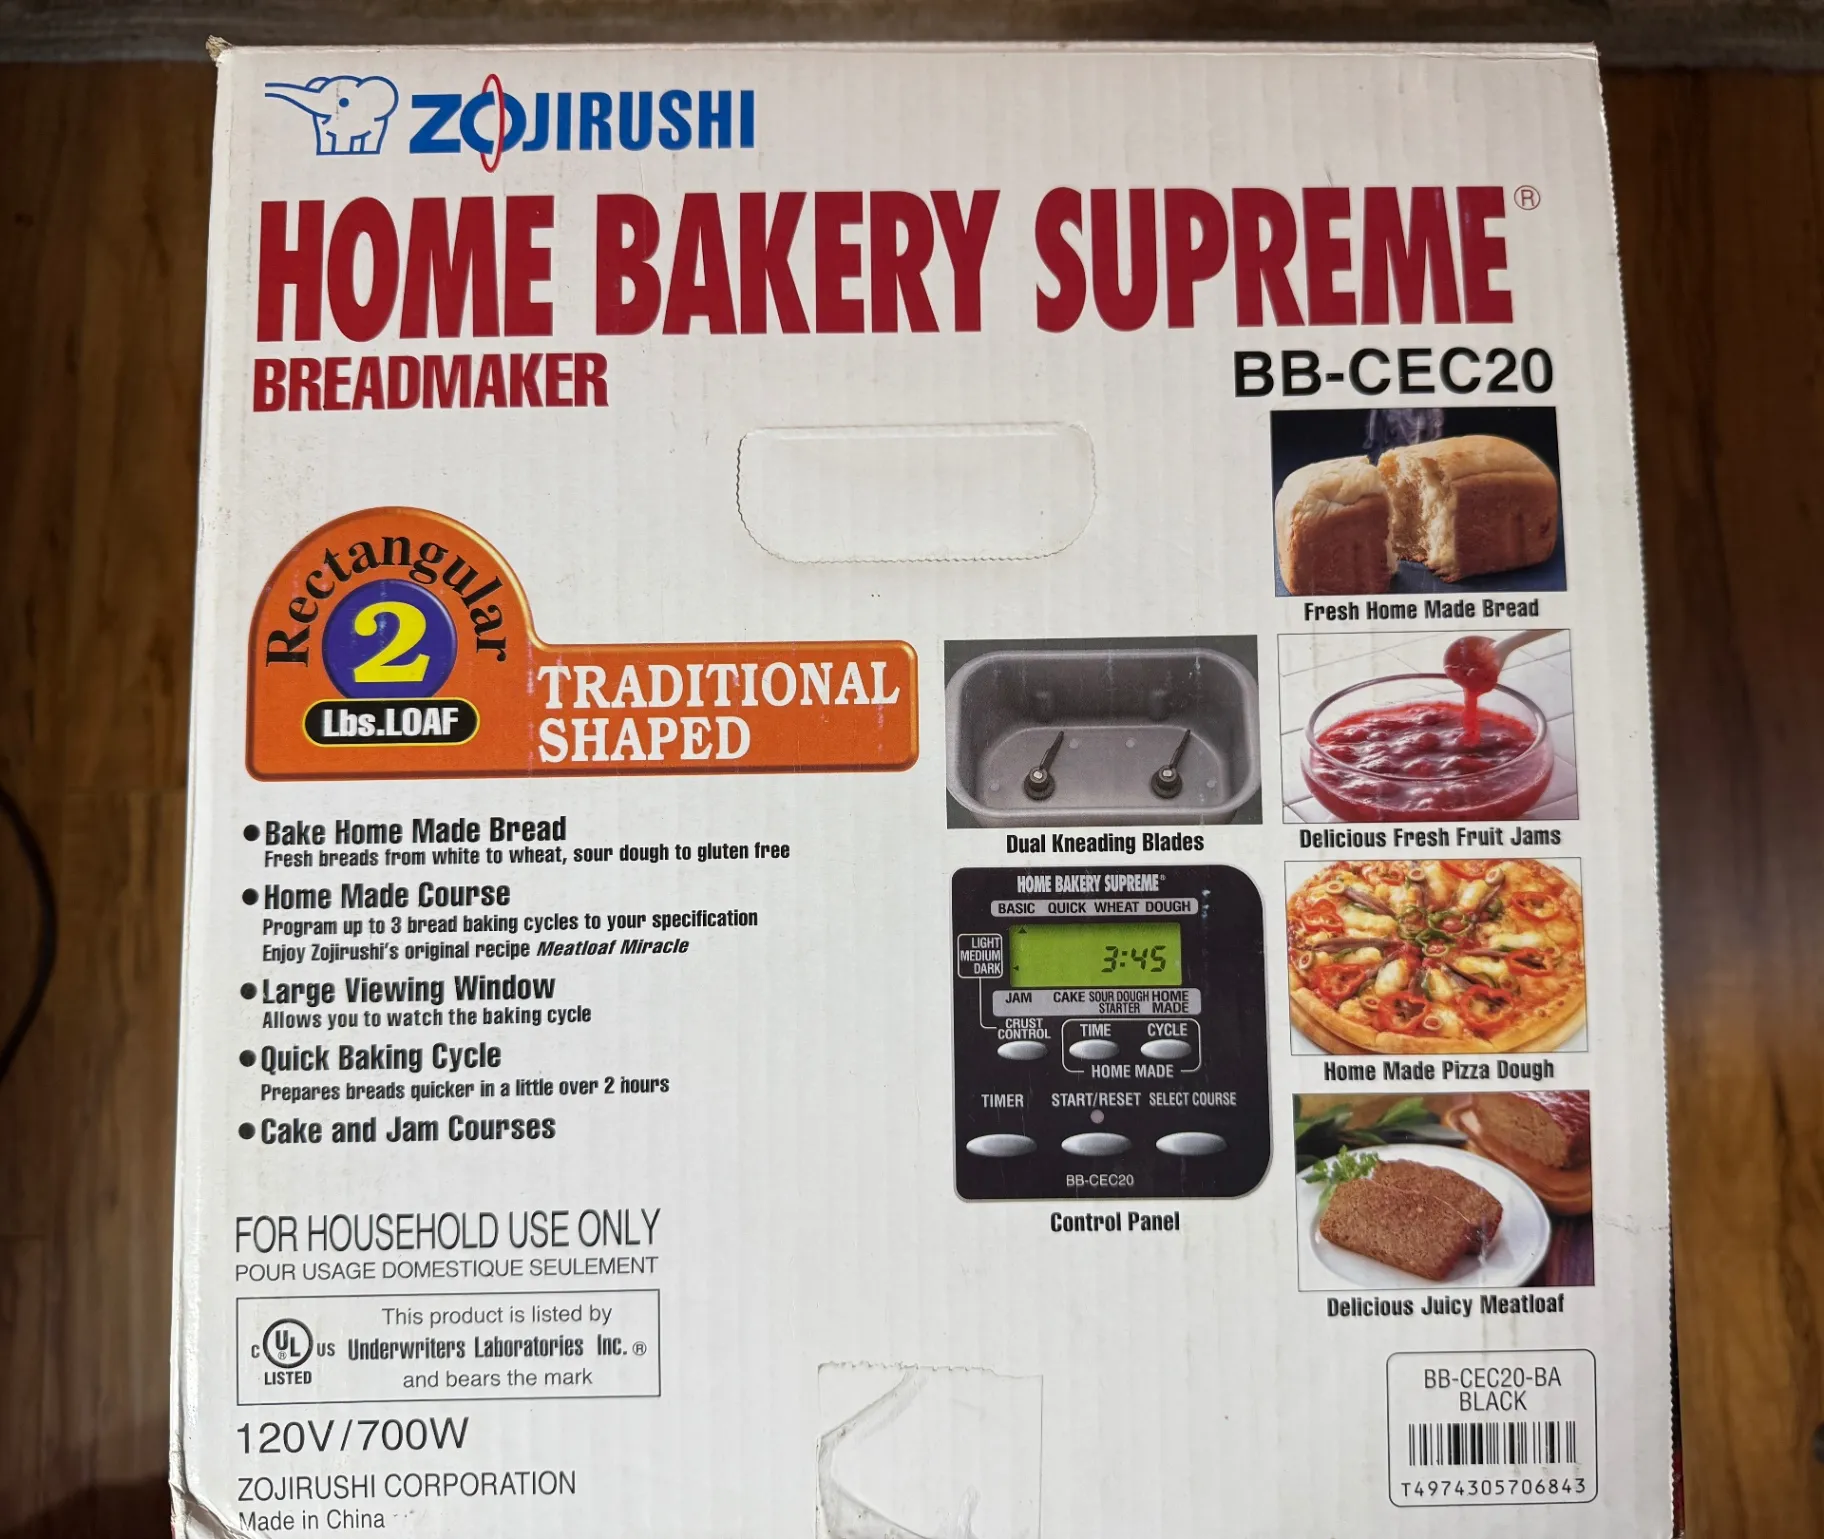 ZOJIRUSHI
HOME BAKERY SUPREME®
BREADMAKER
BB-CEC20
Rectangular
2
Lbs.LOAF
TRADITIONAL
SHAPED
● Bake Home Made Bread
Fresh breads from white to wheat, sour dough to gluten free
● Home Made Course
Program up to 3 bread baking cycles to your specification
Enjoy Zojirushi's original recipe Meatloaf Miracle
● Large Viewing Window
Allows you to watch the baking cycle
● Quick Baking Cycle
Prepares breads quicker in a little over 2 hours
● Cake and Jam Courses
FOR HOUSEHOLD USE ONLY
POUR USAGE DOMESTIQUE SEULEMENT
C UL ® US
LISTED
This product is listed by
Underwriters Laboratories Inc. ®
and bears the mark
120V/700W
ZOJIRUSHI CORPORATION
Made in China
Dual Kneading Blades
HOME BAKERY SUPREME®
BASIC QUICK WHEAT DOUGH
LIGHT
MEDIUM
DARK
3:45
JAM CAKE SOUR DOUGH HOME
STARTER MADE
CRUST
CONTROL
TIME CYCLE
HOME MADE
TIMER START/RESET SELECT COURSE
BB-CEC20
Control Panel
Fresh Home Made Bread
Delicious Fresh Fruit Jams
Home Made Pizza Dough
Delicious Juicy Meatloaf
BB-CEC20-BA
BLACK
T4974305706843